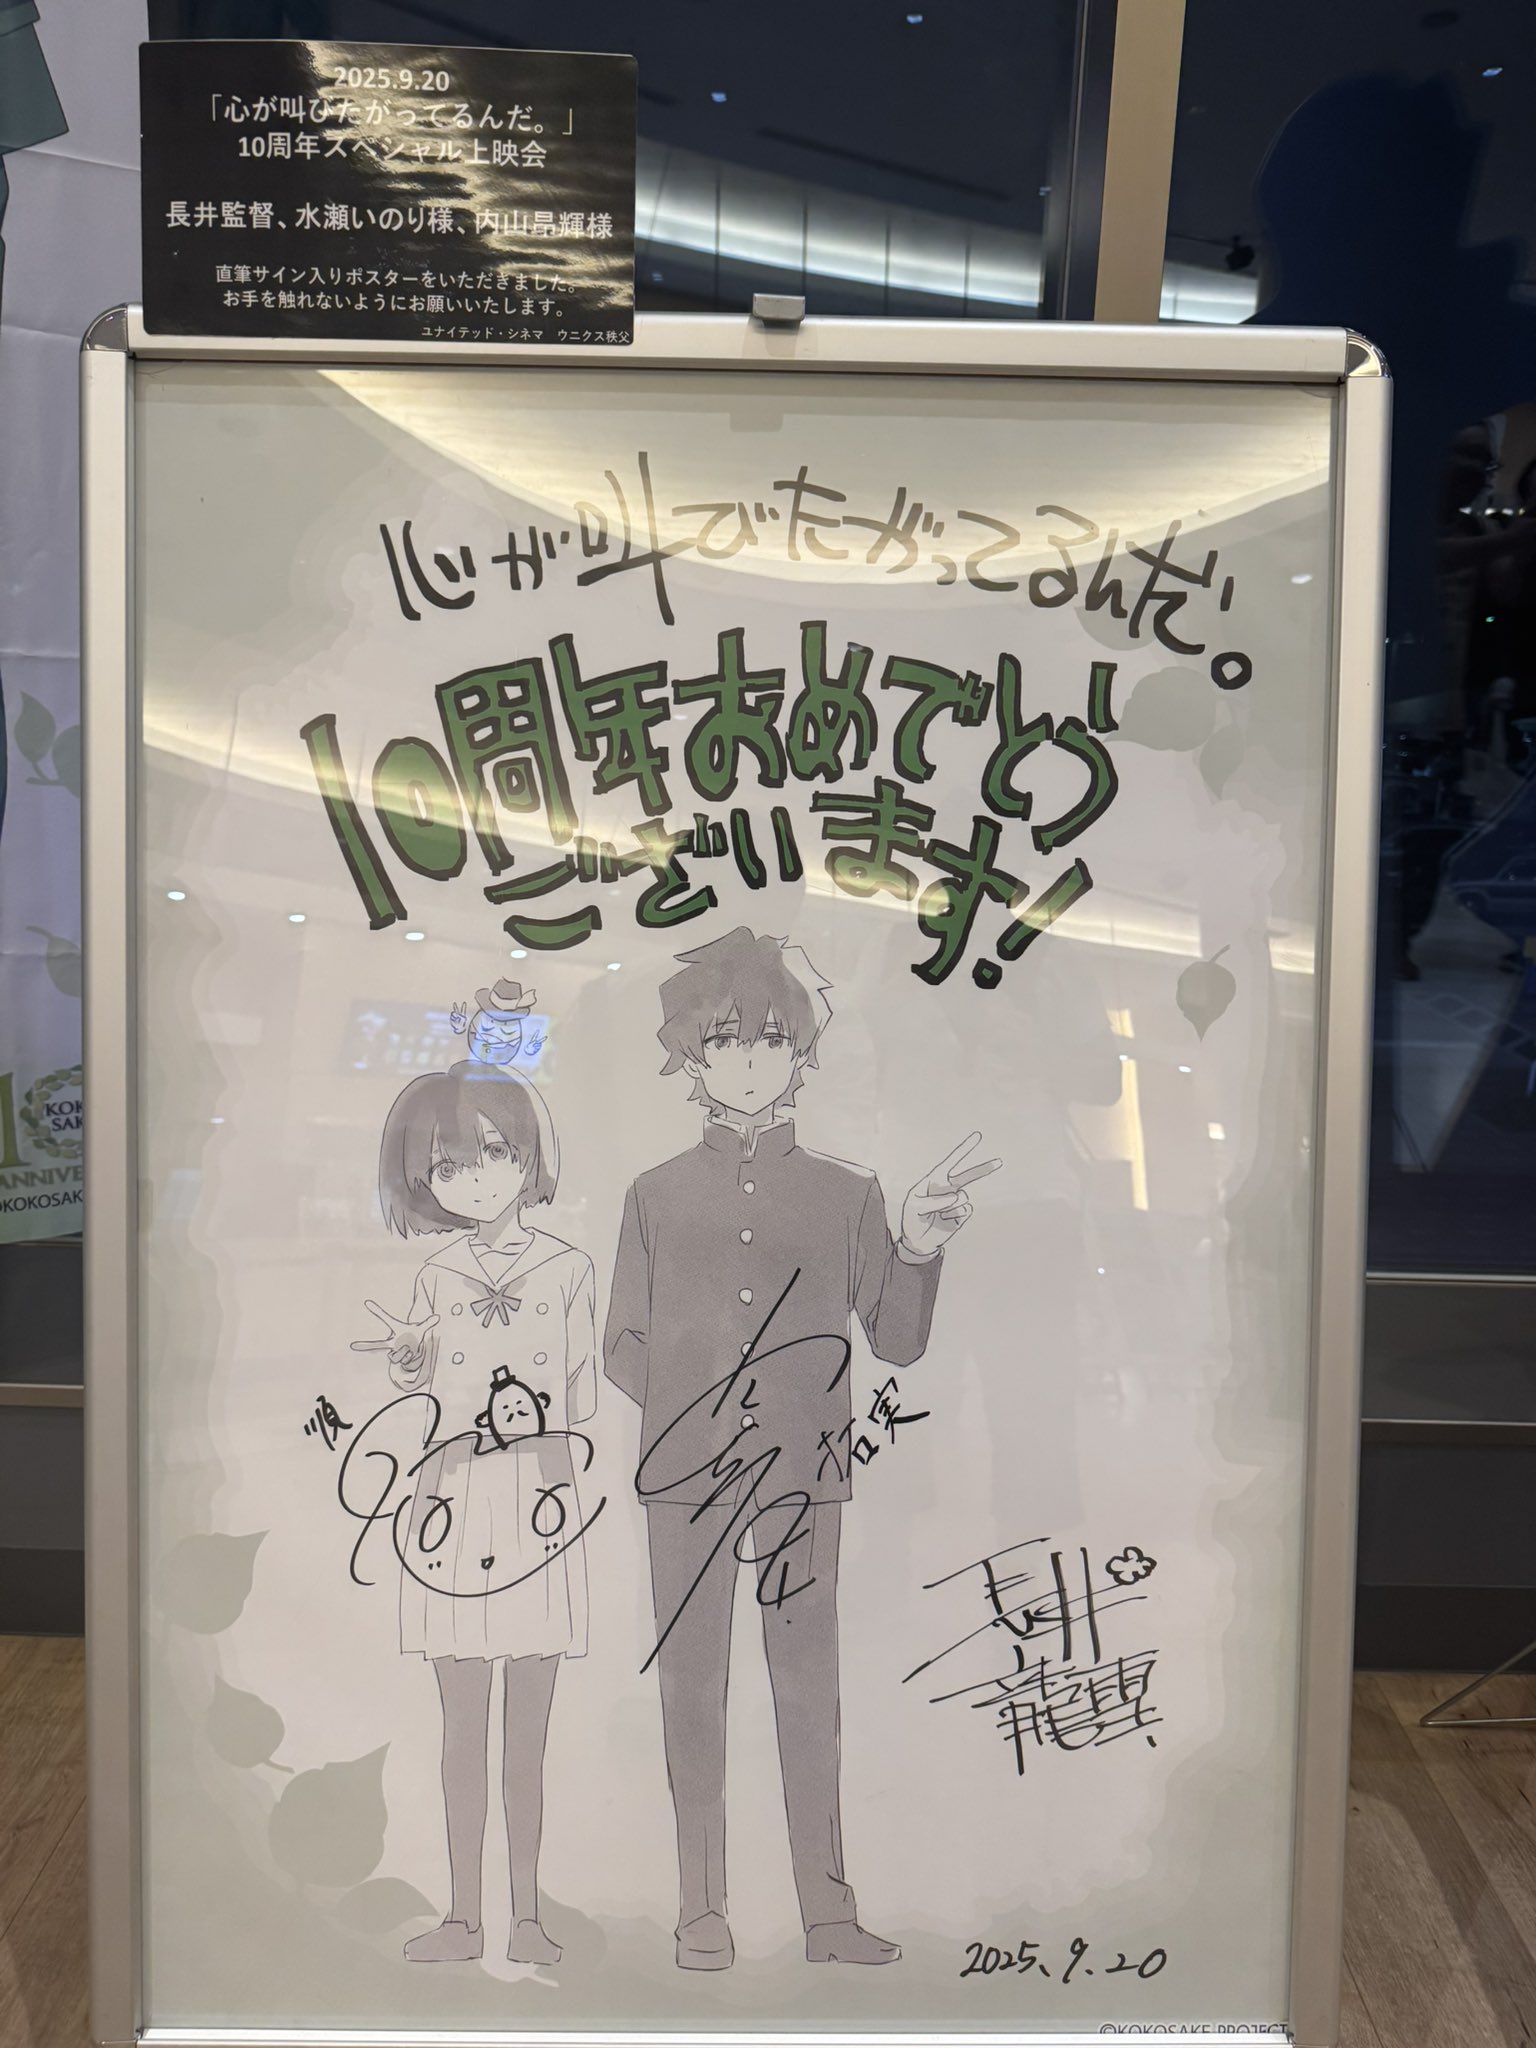 2025.9.20
「心が叫びたがってるんだ。」
10周年スペシャル上映会
長井監督、水瀬いのり様、内山昂輝様
直筆サイン入りポスターをいただきました。
お手を触れないようにお願いいたします。
ユナイテッド・シネマ　ウニクス秩父
心が叫びたがってるんだ。
10周年おめでとう
ございます!
順
拓実
長井
龍雪
2025.9.20
©KOKOSAKE PROJECT
KOK
SAK
ANNIVE
OKOKOSAK